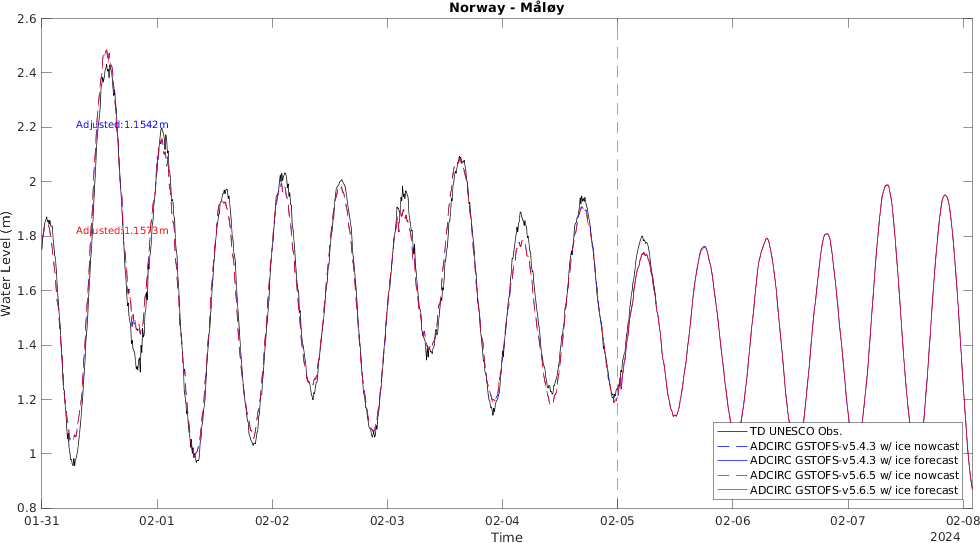 Norway - Måløy
2.6
2.4
2.2
2
1.8
1.6
1.4
1.2
1
0.8
Water Level (m)
Adjusted:1.1542m
Adjusted:1.1573m
TD UNESCO Obs.
ADCIRC GSTOFS-v5.4.3 w/ ice nowcast
ADCIRC GSTOFS-v5.4.3 w/ ice forecast
ADCIRC GSTOFS-v5.6.5 w/ ice nowcast
ADCIRC GSTOFS-v5.6.5 w/ ice forecast
01-31 02-01 02-02 02-03 02-04 02-05 02-06 02-07 02-08
Time
2024